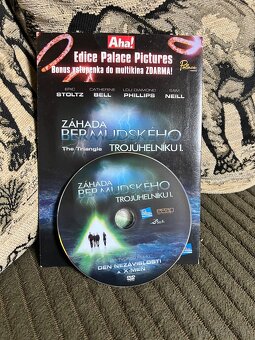 Aha!
Edice Palace Pictures
Bonus vstupenka do multikina ZDARMA!
Palace
ERIC STOLTZ
CATHERINE BELL
LOU DIAMOND PHILLIPS
SAM NEILL
ZÁHADA
BERMUDSKÉHO
The Triangle TROJÚHELNÍKU I.
ZÁHADA
BERMUDSKÉHO
TROJÚHELNÍKU I.
DEN NEZÁVISLOSTI
A X-MEN
DVD